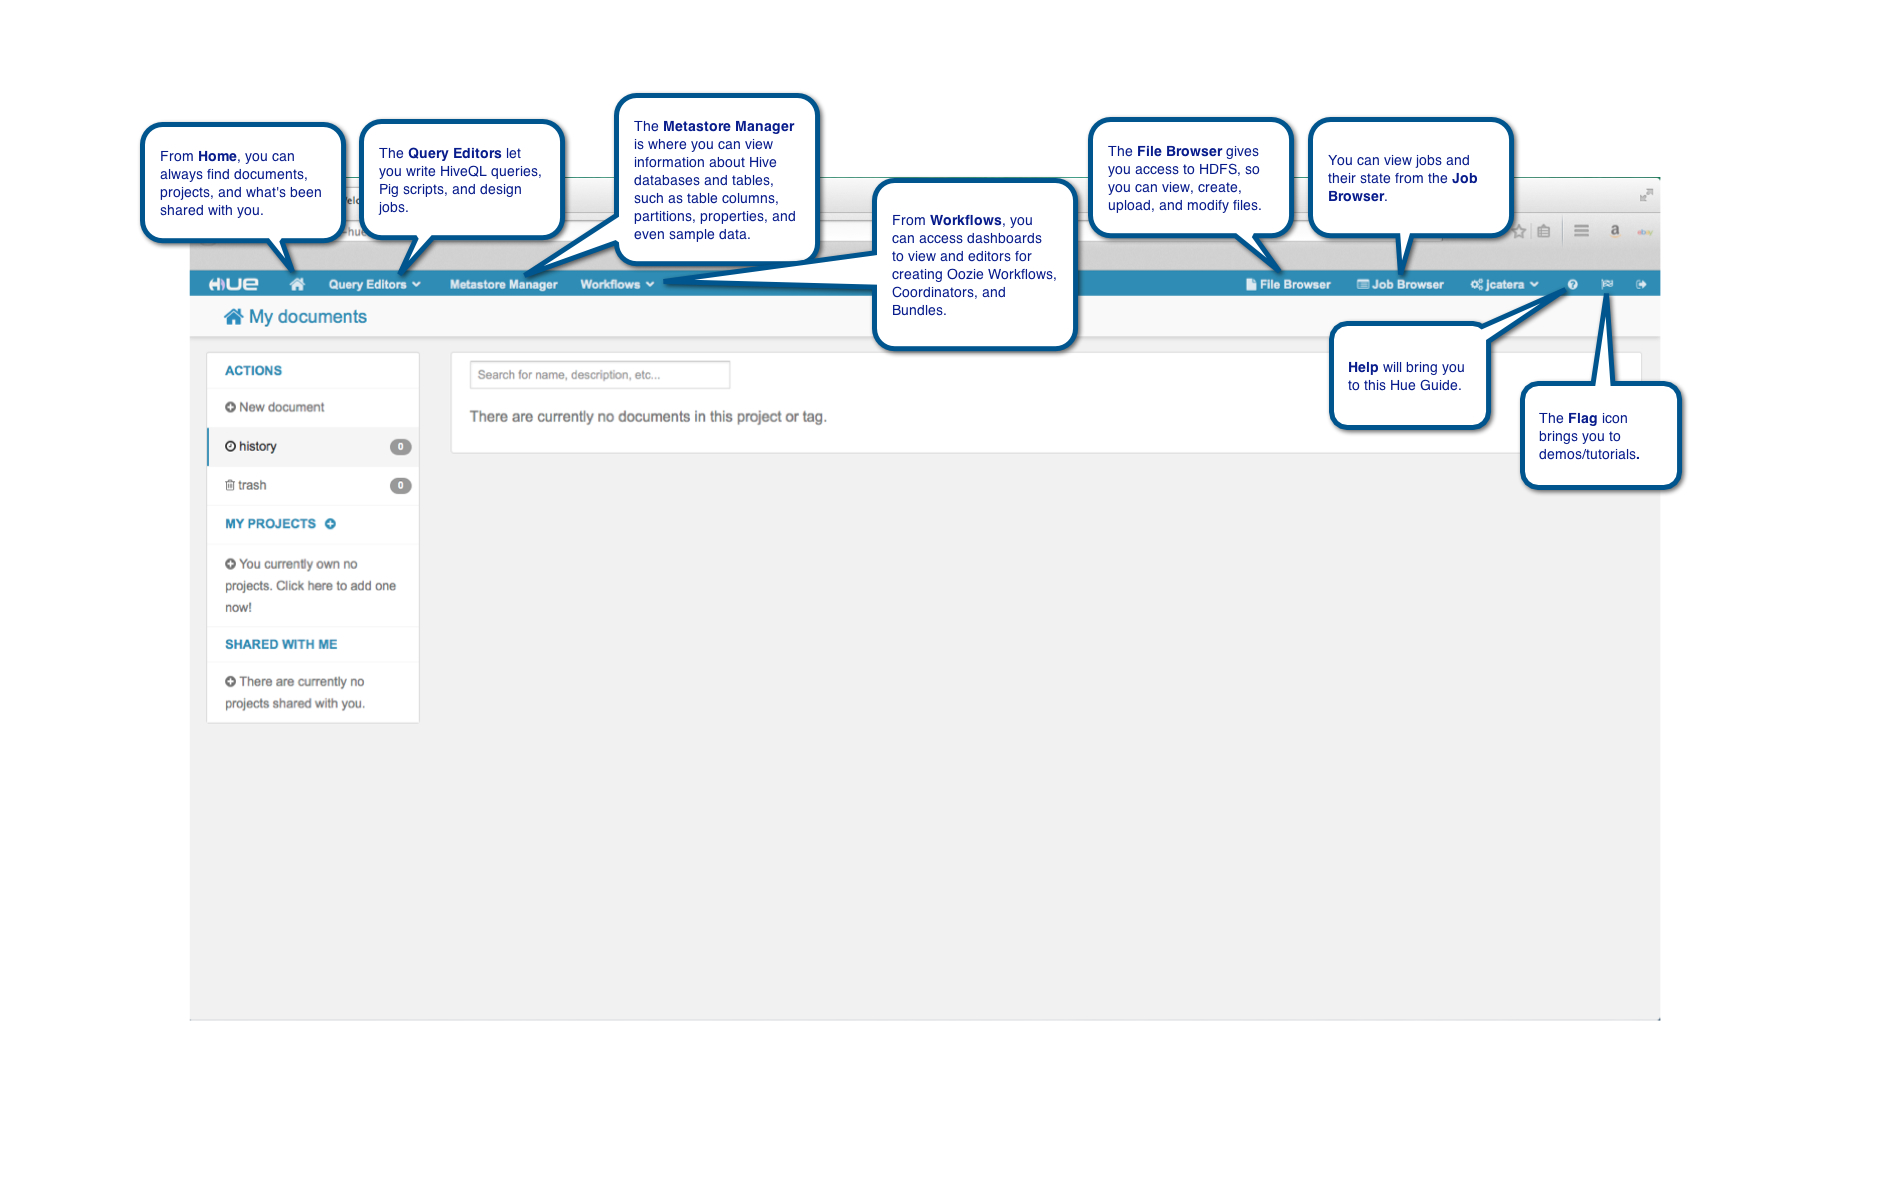 From Home, you can
always find documents,
projects, and what's been
shared with you.
The Query Editors let
you write HiveQL queries,
Pig scripts, and design
jobs.
The Metastore Manager
is where you can view
information about Hive
databases and tables,
such as table columns,
partitions, properties, and
even sample data.
From Workflows, you
can access dashboards
to view and editors for
creating Oozie Workflows,
Coordinators, and
Bundles.
The File Browser gives
you access to HDFS, so
you can view, create,
upload, and modify files.
You can view jobs and
their state from the Job
Browser.
HUE Query Editors Metastore Manager Workflows File Browser Job Browser jcatera
My documents
Help will bring you
to this Hue Guide.
The Flag icon
brings you to
demos/tutorials.
ACTIONS
New document
history 0
trash 0
MY PROJECTS
You currently own no
projects. Click here to add one
now!
SHARED WITH ME
There are currently no
projects shared with you.
Search for name, description, etc...
There are currently no documents in this project or tag.